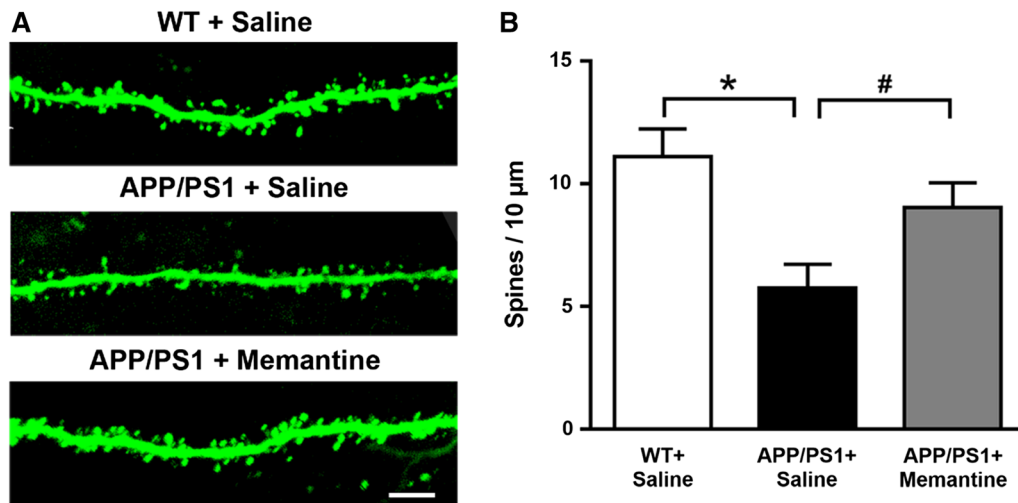 A
WT + Saline
APP/PS1 + Saline
APP/PS1 + Memantine
B
Spines / 10 μm
15
10
5
0
*
#
WT+
Saline
APP/PS1+
Saline
APP/PS1+
Memantine